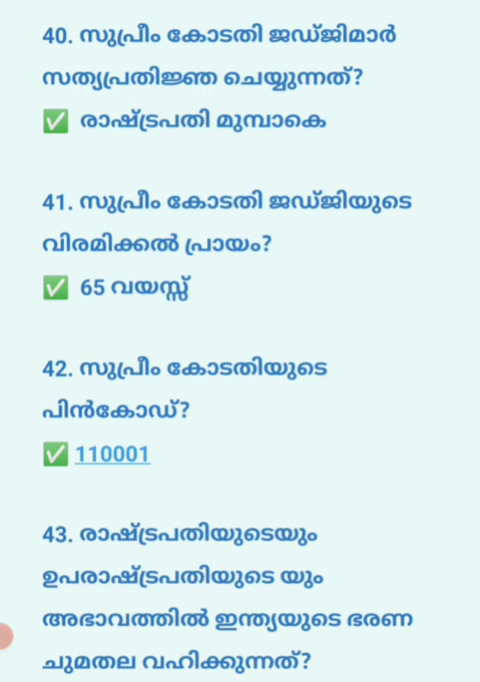 40. സുപ്രീം കോടതി ജഡ്ജിമാർ
സത്യപ്രതിജ്ഞ ചെയ്യുന്നത്?
✅ രാഷ്ട്രപതി മുമ്പാകെ
41. സുപ്രീം കോടതി ജഡ്ജിയുടെ
വിരമിക്കൽ പ്രായം?
✅ 65 വയസ്സ്
42. സുപ്രീം കോടതിയുടെ
പിൻകോഡ്?
✅ 110001
43. രാഷ്ട്രപതിയുടെയും
ഉപരാഷ്ട്രപതിയുടെ യും
അഭാവത്തിൽ ഇന്ത്യയുടെ ഭരണ
ചുമതല വഹിക്കുന്നത്?